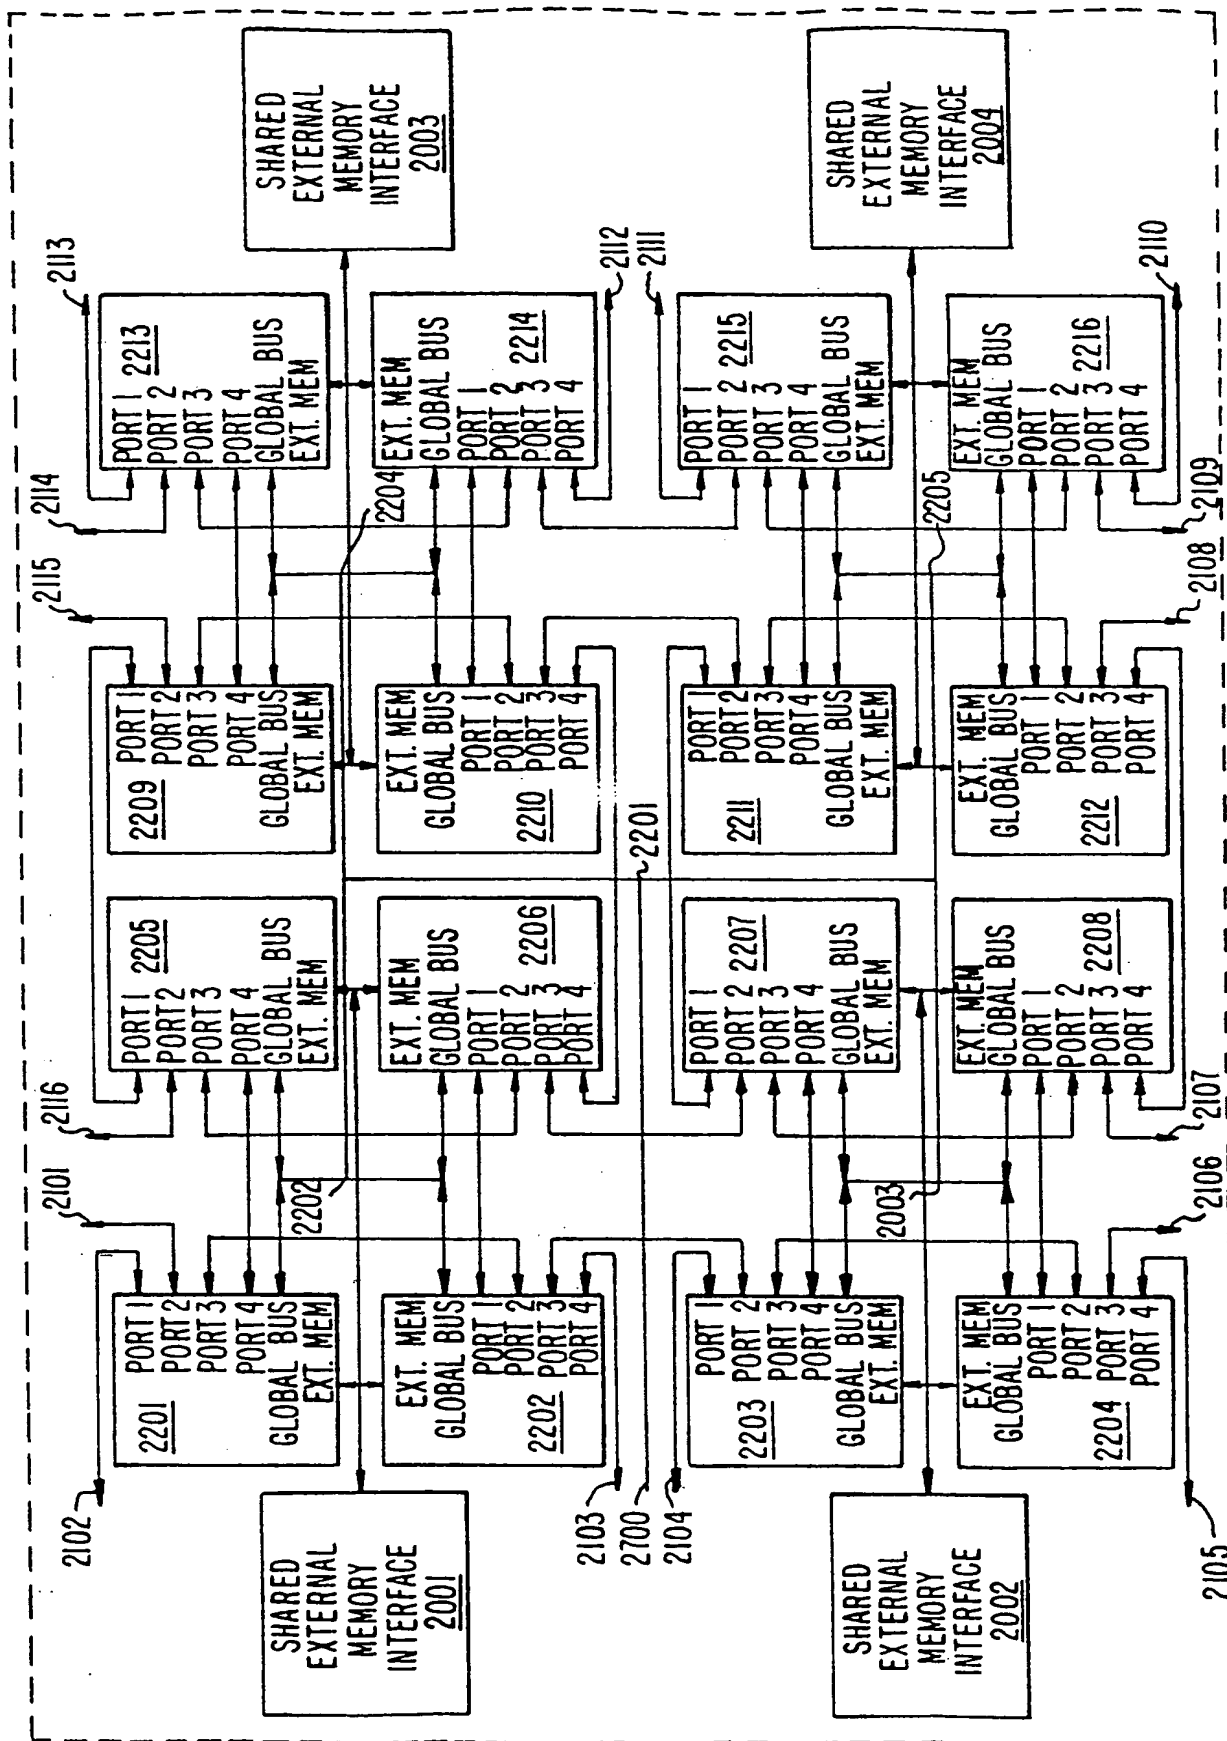 SHARED
EXTERNAL
MEMORY
INTERFACE
2001
2102
2101
2116
2115
2114
2113
2201
PORT 1
PORT 2
PORT 3
PORT 4
GLOBAL BUS
EXT. MEM
2205
PORT 1
PORT 2
PORT 3
PORT 4
GLOBAL BUS
EXT. MEM
2209
PORT 1
PORT 2
PORT 3
PORT 4
GLOBAL BUS
EXT. MEM
2213
PORT 1
PORT 2
PORT 3
PORT 4
GLOBAL BUS
EXT. MEM
SHARED
EXTERNAL
MEMORY
INTERFACE
2003
2202
2204
EXT. MEM
GLOBAL BUS
PORT 1
PORT 2
PORT 3
PORT 4
2202
EXT. MEM
GLOBAL BUS
PORT 1
PORT 2
PORT 3
PORT 4
2206
EXT. MEM
GLOBAL BUS
PORT 1
PORT 2
PORT 3
PORT 4
2210
EXT. MEM
GLOBAL BUS
PORT 1
PORT 2
PORT 3
PORT 4
2214
2103
2700
2104
2201
2112
2111
SHARED
EXTERNAL
MEMORY
INTERFACE
2002
2203
PORT 1
PORT 2
PORT 3
PORT 4
GLOBAL BUS
EXT. MEM
2207
PORT 1
PORT 2
PORT 3
PORT 4
GLOBAL BUS
EXT. MEM
2211
PORT 1
PORT 2
PORT 3
PORT 4
GLOBAL BUS
EXT. MEM
2215
PORT 1
PORT 2
PORT 3
PORT 4
GLOBAL BUS
EXT. MEM
SHARED
EXTERNAL
MEMORY
INTERFACE
2004
2003
2205
EXT. MEM
GLOBAL BUS
PORT 1
PORT 2
PORT 3
PORT 4
2204
EXT. MEM
GLOBAL BUS
PORT 1
PORT 2
PORT 3
PORT 4
2208
EXT. MEM
GLOBAL BUS
PORT 1
PORT 2
PORT 3
PORT 4
2212
EXT. MEM
GLOBAL BUS
PORT 1
PORT 2
PORT 3
PORT 4
2216
2105
2106
2107
2108
2109
2110